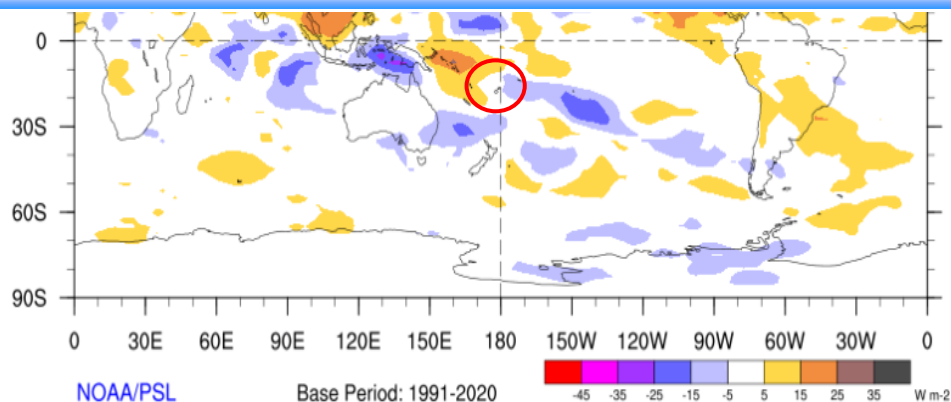 0
30S
60S
90S
0 30E 60E 90E 120E 150E 180 150W 120W 90W 60W 30W 0
NOAA/PSL Base Period: 1991-2020
-45 -35 -25 -15 -5 5 15 25 35 W m-2